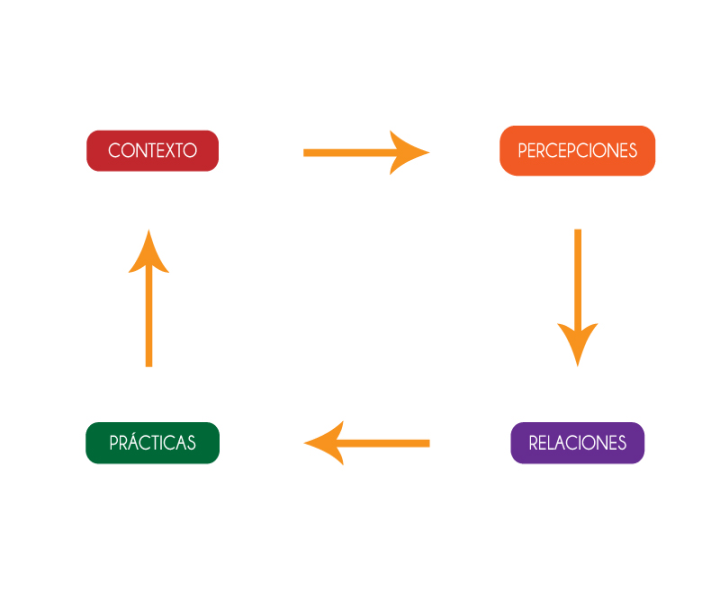 CONTEXTO
PERCEPCIONES
PRÁCTICAS
RELACIONES